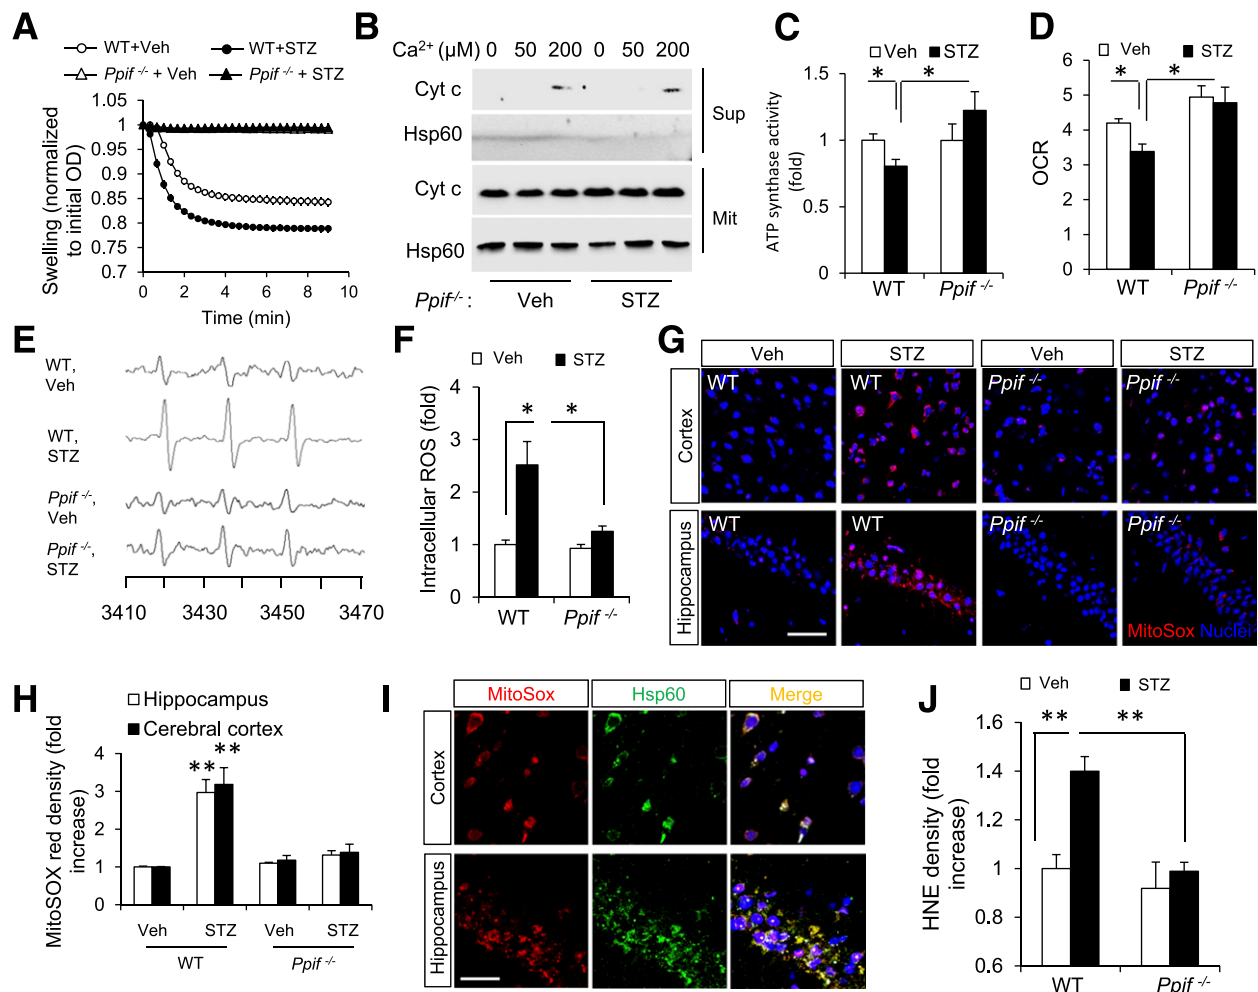 A
WT+Veh
WT+STZ
Ppif -/- + Veh
Ppif -/- + STZ
1.05
1
0.95
0.9
0.85
0.8
0.75
0.7
Swelling (normalized
to initial OD)
0 2 4 6 8 10
Time (min)
B
Ca2+ (µM) 0 50 200 0 50 200
Cyt c
Hsp60
Sup
Cyt c
Hsp60
Mit
Ppif-/- : Veh STZ
C
Veh STZ
1.5
1
0.5
0
ATP synthase activity
(fold)
* *
WT Ppif -/-
D
Veh STZ
6
5
4
3
2
1
0
OCR
* *
WT Ppif -/-
E
WT,
Veh
WT,
STZ
Ppif -/-,
Veh
Ppif -/-,
STZ
3410 3430 3450 3470
F
Veh STZ
4
3
2
1
0
Intracellular ROS (fold)
* *
WT Ppif -/-
G
Veh STZ Veh STZ
Cortex
WT WT Ppif -/- Ppif -/-
Hippocampus
WT WT Ppif -/- Ppif -/-
MitoSox Nuclei
H
Hippocampus
Cerebral cortex
4
3
2
1
0
MitoSOX red density (fold
increase)
** **
Veh STZ Veh STZ
WT Ppif -/-
I
MitoSox Hsp60 Merge
Cortex
Hippocampus
J
Veh STZ
1.6
1.4
1.2
1
0.8
0.6
HNE density (fold
increase)
** **
WT Ppif -/-